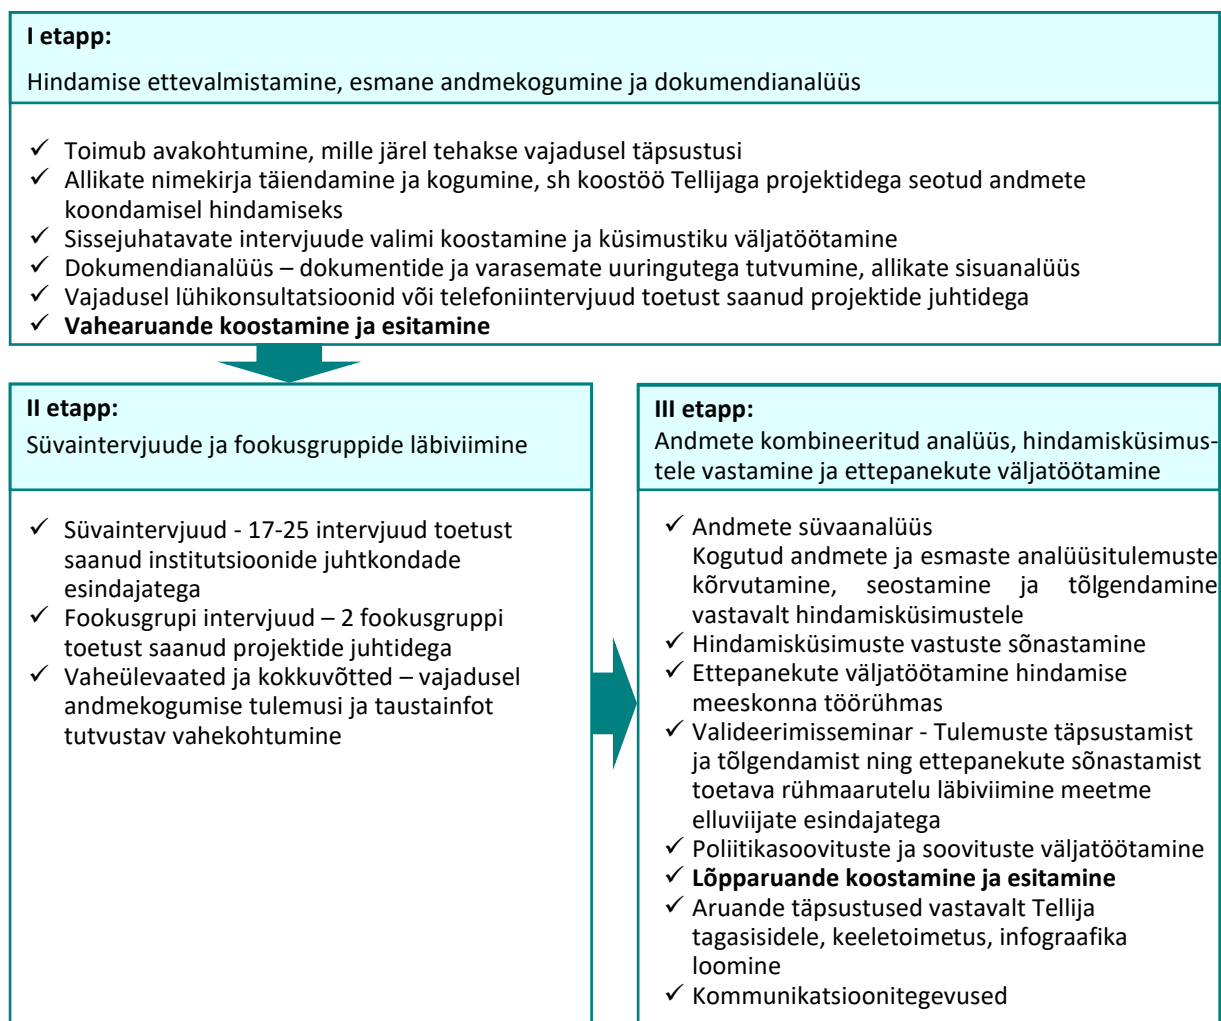 I etapp:
Hindamise ettevalmistamine, esmane andmekogumine ja dokumendianalüüs
✓ Toimub avakohtumine, mille järel tehakse vajadusel täpsustusi
✓ Allikate nimekirja täiendamine ja kogumine, sh koostöö Tellijaga projektidega seotud andmete
koondamisel hindamiseks
✓ Sissejuhatavate intervjuude valimi koostamine ja küsimustiku väljatöötamine
✓ Dokumendianalüüs – dokumentide ja varasemate uuringutega tutvumine, allikate sisuanalüüs
✓ Vajadusel lühikonsultatsioonid või telefoniintervjuud toetust saanud projektide juhtidega
✓ Vahearuande koostamine ja esitamine
II etapp:
Süvaintervjuude ja fookusgruppide läbiviimine
✓ Süvaintervjuud - 17-25 intervjuud toetust
saanud institutsioonide juhtkondade
esindajatega
✓ Fookusgrupi intervjuud – 2 fookusgruppi
toetust saanud projektide juhtidega
✓ Vaheülevaated ja kokkuvõtted – vajadusel
andmekogumise tulemusi ja taustainfot
tutvustav vahekohtumine
III etapp:
Andmete kombineeritud analüüs, hindamisküsimus-
tele vastamine ja ettepanekute väljatöötamine
✓ Andmete süvaanalüüs
Kogutud andmete ja esmaste analüüsitulemuste
kõrvutamine, seostamine ja tõlgendamine
vastavalt hindamisküsimustele
✓ Hindamisküsimuste vastuste sõnastamine
✓ Ettepanekute väljatöötamine hindamise
meeskonna töörühmas
✓ Valideerimisseminar - Tulemuste täpsustamist
ja tõlgendamist ning ettepanekute sõnastamist
toetava rühmaarutelu läbiviimine meetme
elluviijate esindajatega
✓ Poliitikasoovituste ja soovituste väljatöötamine
✓ Lõpparuande koostamine ja esitamine
✓ Aruande täpsustused vastavalt Tellija
tagasisidele, keeletoimetus, infograafika
loomine
✓ Kommunikatsioonitegevused